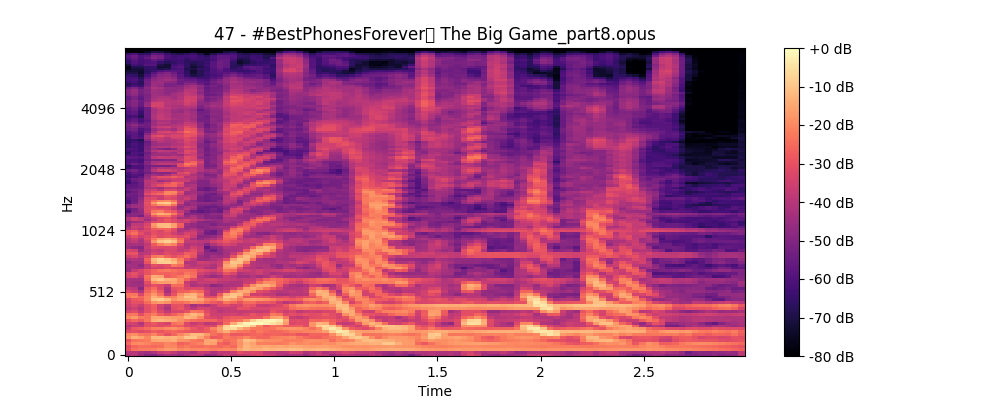 47 - #BestPhonesForever▯ The Big Game_part8.opus
Hz
4096
2048
1024
512
0
0
0.5
1
1.5
2
2.5
Time
+0 dB
-10 dB
-20 dB
-30 dB
-40 dB
-50 dB
-60 dB
-70 dB
-80 dB